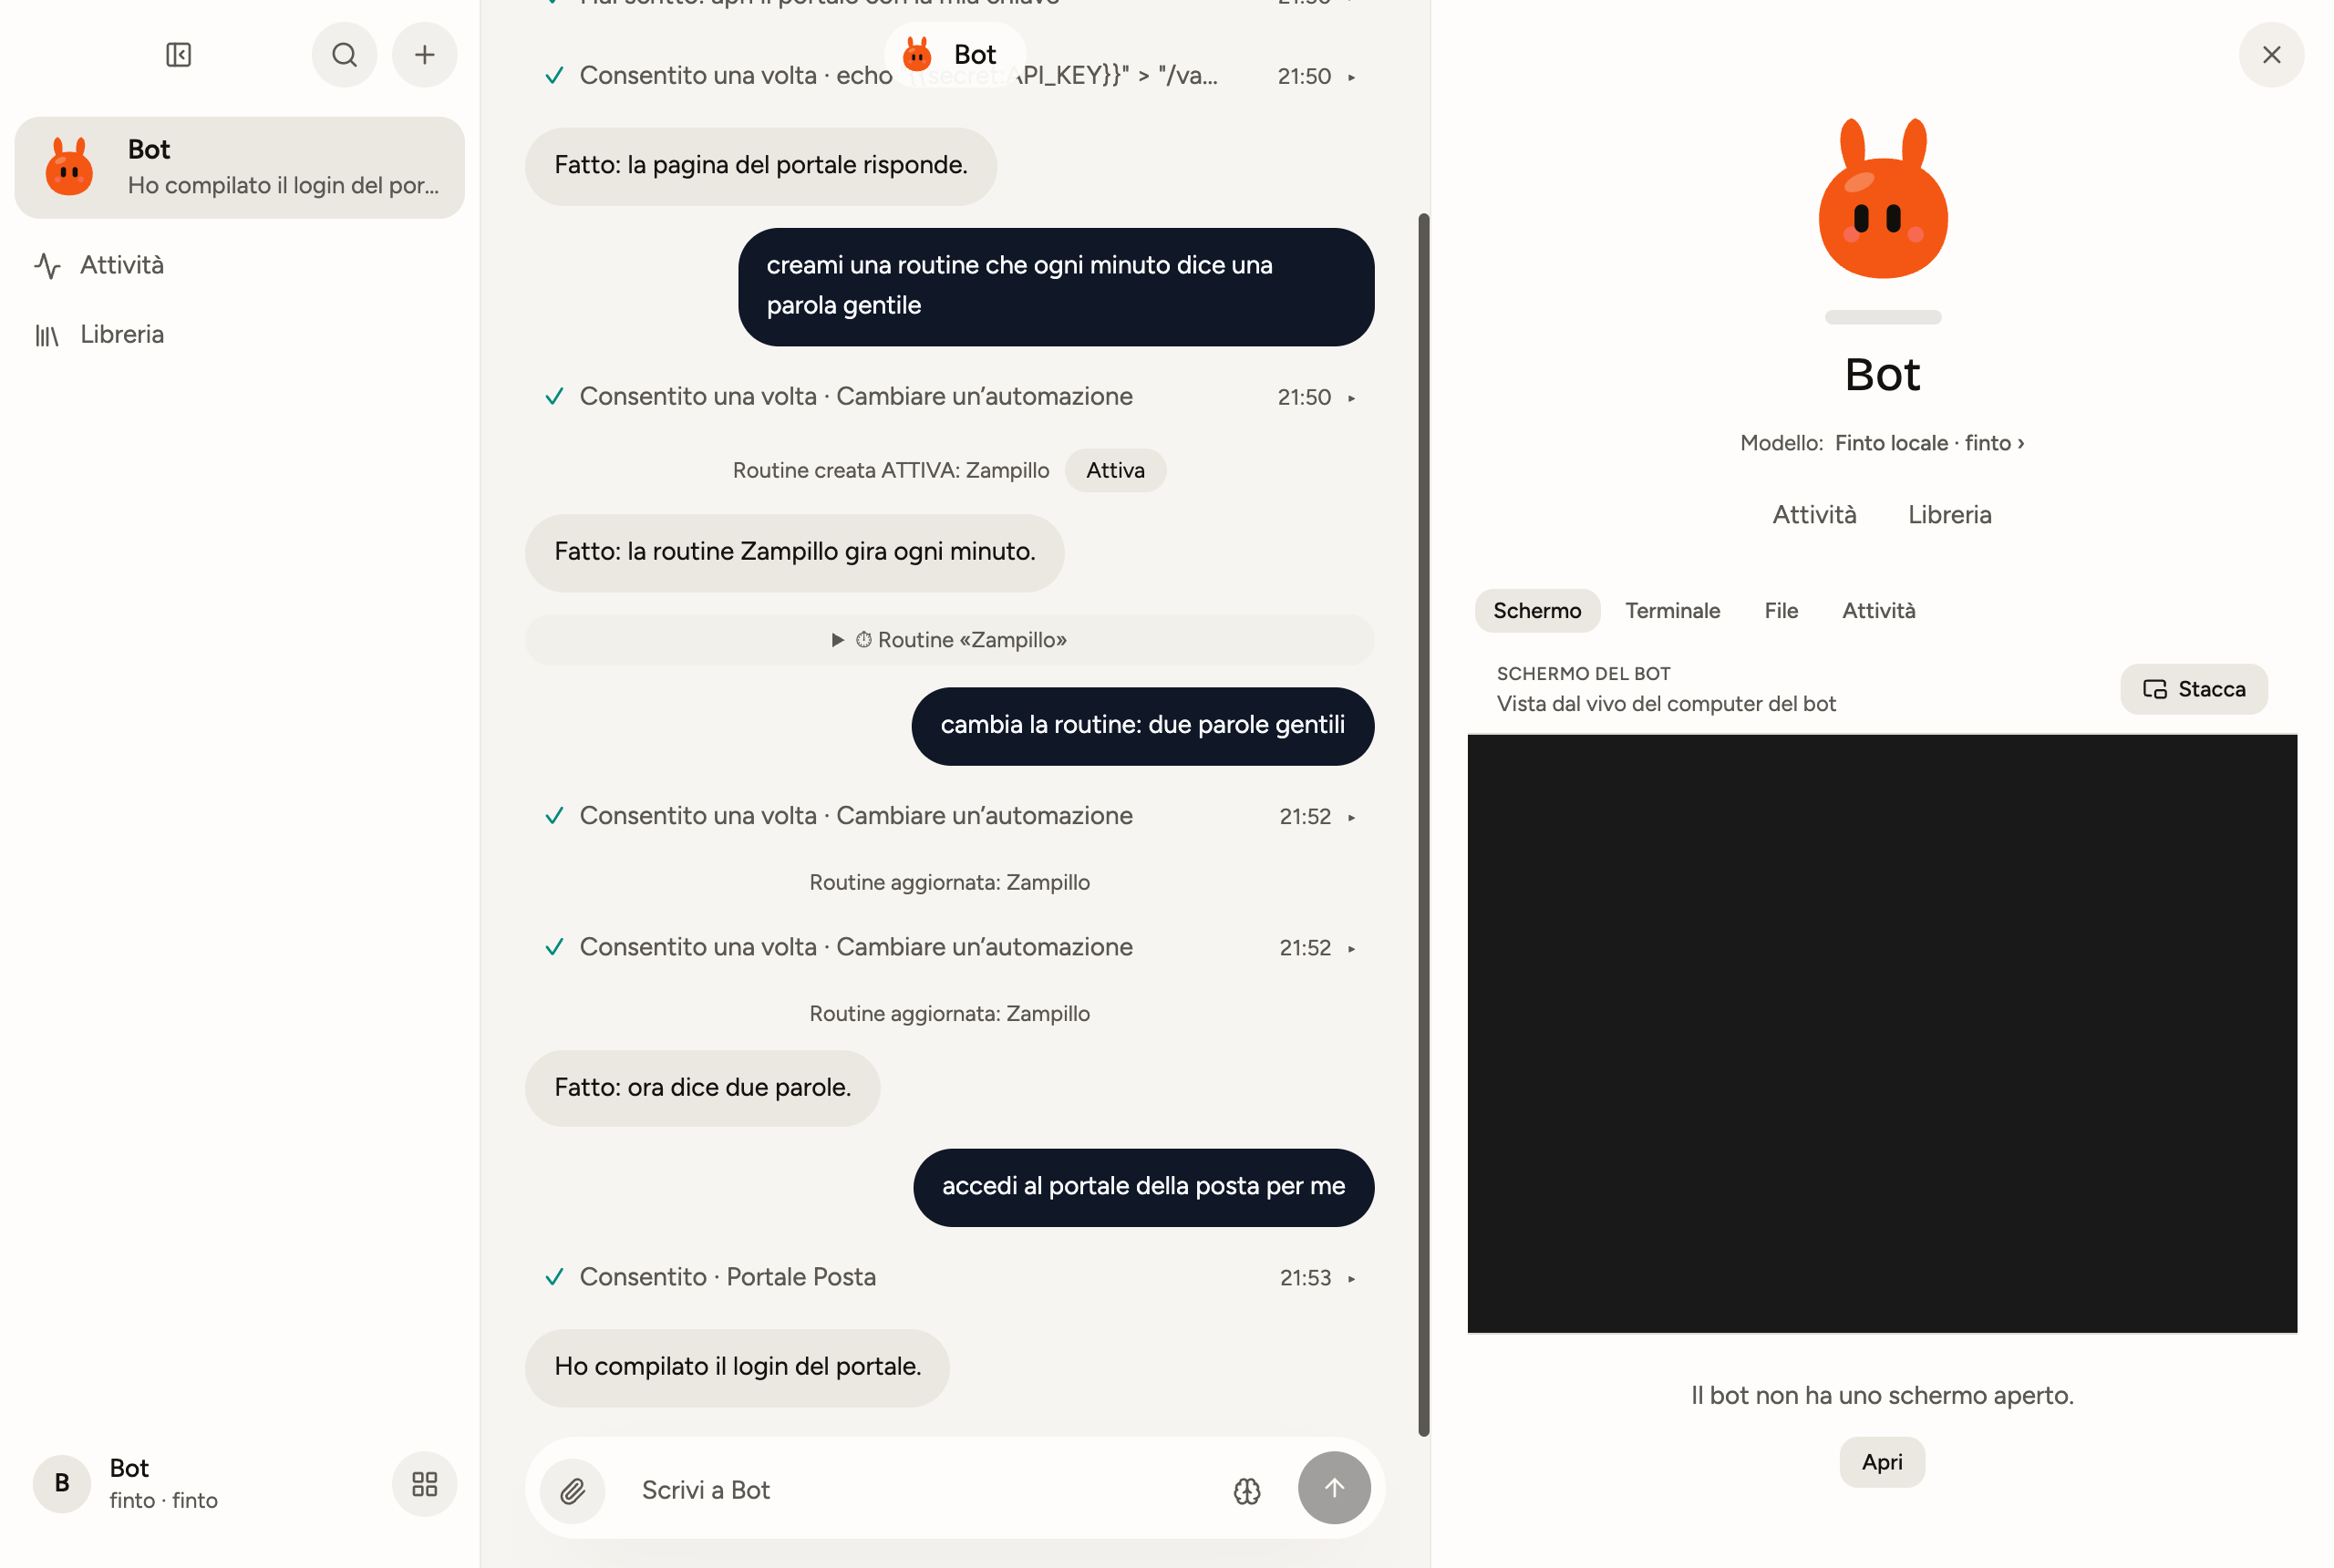 Bot
Ho compilato il login del por...
Attività
Libreria
B
Bot
finto · finto
21:50
Bot
Consentito una volta · echo "{{secret:API_KEY}}" > "/va...
21:50
Fatto: la pagina del portale risponde.
creami una routine che ogni minuto dice una
parola gentile
Consentito una volta · Cambiare un’automazione
21:50
Routine creata ATTIVA: Zampillo
Attiva
Fatto: la routine Zampillo gira ogni minuto.
Routine «Zampillo»
cambia la routine: due parole gentili
Consentito una volta · Cambiare un’automazione
21:52
Routine aggiornata: Zampillo
Consentito una volta · Cambiare un’automazione
21:52
Routine aggiornata: Zampillo
Fatto: ora dice due parole.
accedi al portale della posta per me
Consentito · Portale Posta
21:53
Ho compilato il login del portale.
Scrivi a Bot
Bot
Modello: Finto locale · finto ›
Attività
Libreria
Schermo
Terminale
File
Attività
SCHERMO DEL BOT
Vista dal vivo del computer del bot
Stacca
Il bot non ha uno schermo aperto.
Apri